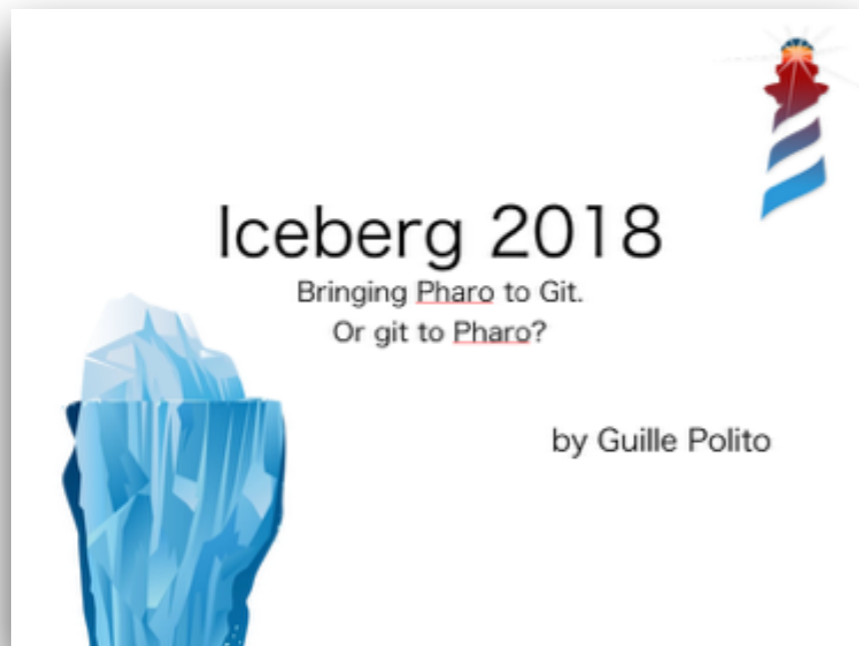 Iceberg 2018
Bringing Pharo to Git.
Or git to Pharo?
by Guille Polito